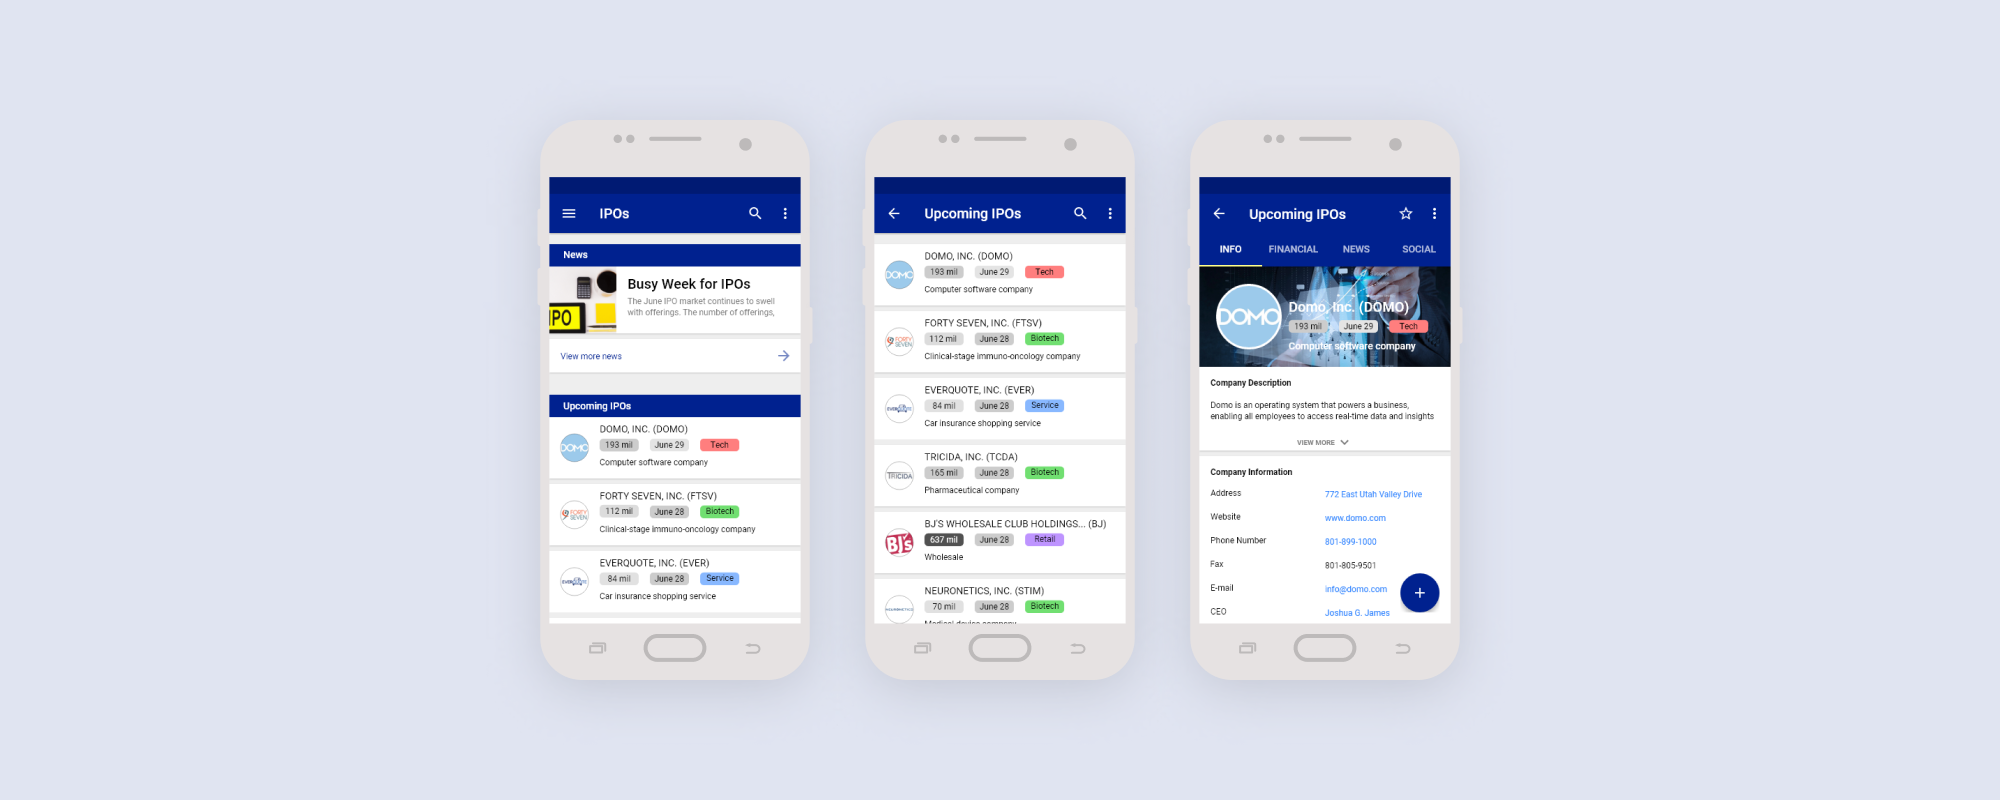 IPOs
News
IPO
Busy Week for IPOs
The June IPO market continues to swell
with offerings. The number of offerings,
View more news
Upcoming IPOs
DOMO
DOMO, INC. (DOMO)
193 mil June 29 Tech
Computer software company
FORTY
SEVEN
FORTY SEVEN, INC. (FTSV)
112 mil June 28 Biotech
Clinical-stage immuno-oncology company
EVERQUOTE, INC. (EVER)
84 mil June 28 Service
Car insurance shopping service
Upcoming IPOs
DOMO
DOMO, INC. (DOMO)
193 mil June 29 Tech
Computer software company
FORTY
SEVEN
FORTY SEVEN, INC. (FTSV)
112 mil June 28 Biotech
Clinical-stage immuno-oncology company
EVERQUOTE, INC. (EVER)
84 mil June 28 Service
Car insurance shopping service
TRICIDA
TRICIDA, INC. (TCDA)
165 mil June 28 Biotech
Pharmaceutical company
BJ's
BJ'S WHOLESALE CLUB HOLDINGS... (BJ)
637 mil June 28 Retail
Wholesale
NEURONETICS, INC. (STIM)
70 mil June 28 Biotech
Medical device company
Upcoming IPOs
INFO FINANCIAL NEWS SOCIAL
DOMO
Domo, Inc. (DOMO)
193 mil June 29 Tech
Computer software company
Company Description
Domo is an operating system that powers a business,
enabling all employees to access real-time data and insights
VIEW MORE
Company Information
Address 772 East Utah Valley Drive
Website www.domo.com
Phone Number 801-899-1000
Fax 801-805-9501
E-mail info@domo.com
CEO Joshua G. James